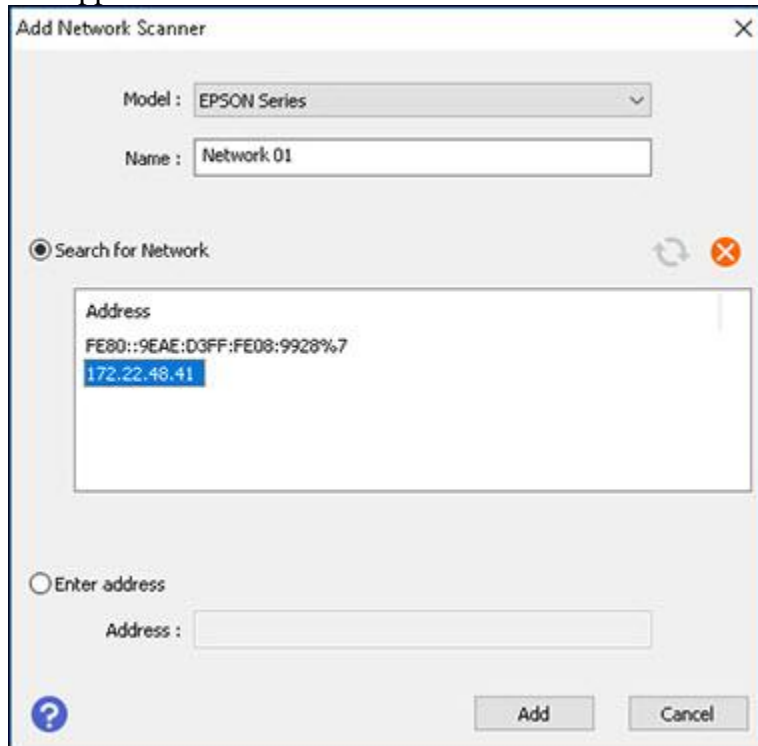 Add Network Scanner
Model : EPSON Series
Name : Network 01
Search for Network
Address
FE80::9EAE:D3FF:FE08:9928%7
172.22.48.41
Enter address
Address :
Add Cancel